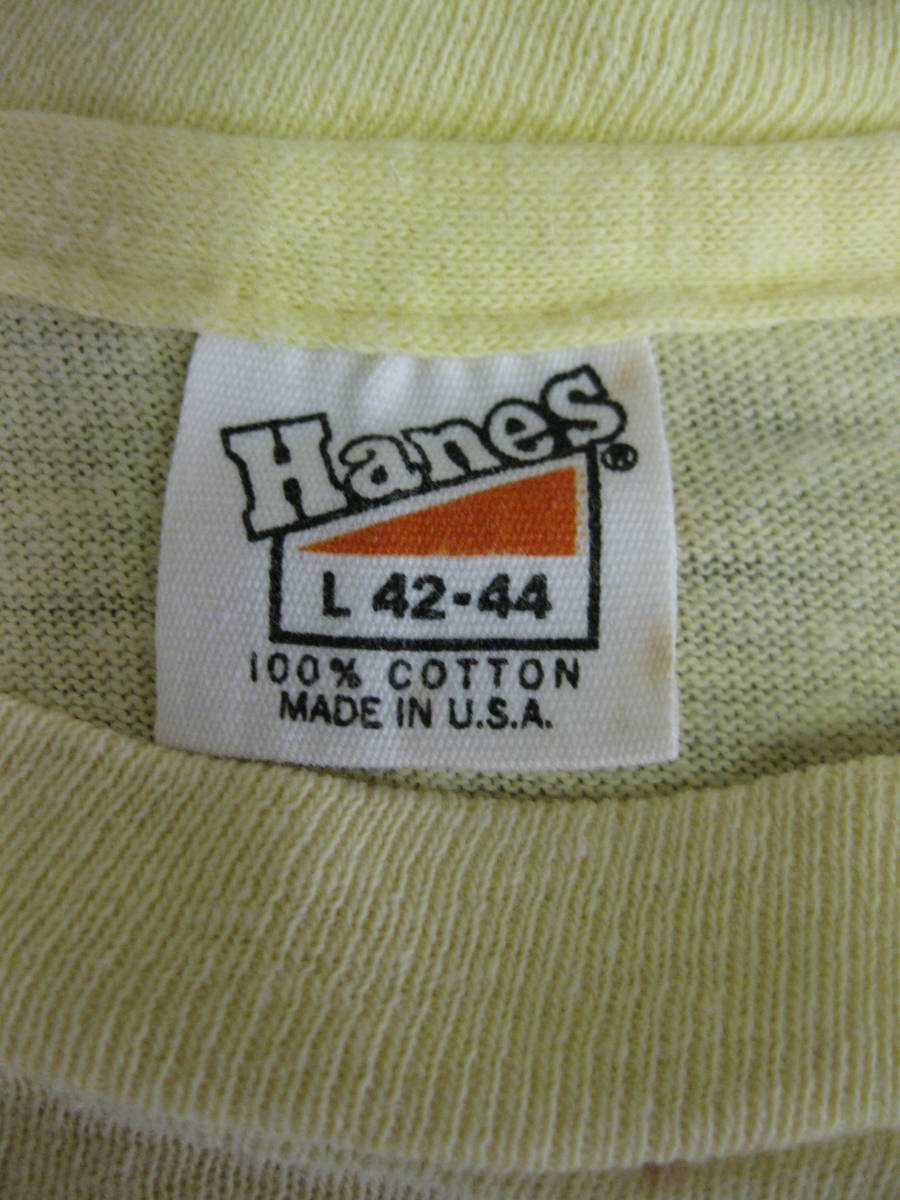 Hanes®
L 42-44
100% COTTON
MADE IN U.S.A.